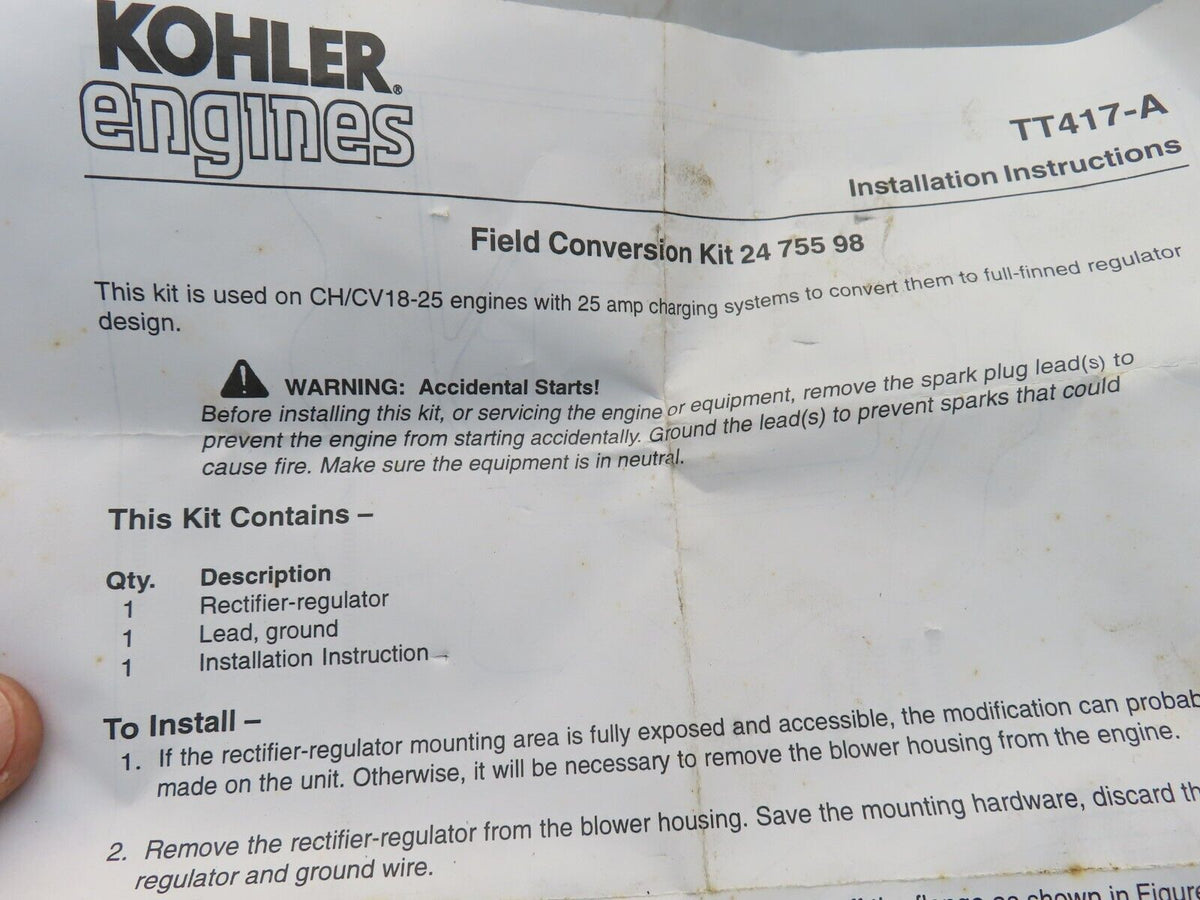 KOHLER®
engines
TT417-A
Installation Instructions
Field Conversion Kit 24 755 98
This kit is used on CH/CV18-25 engines with 25 amp charging systems to convert them to full-finned regulator
design.
WARNING: Accidental Starts!
Before installing this kit, or servicing the engine or equipment, remove the spark plug lead(s) to
prevent the engine from starting accidentally. Ground the lead(s) to prevent sparks that could
cause fire. Make sure the equipment is in neutral.
This Kit Contains –
Qty. Description
1 Rectifier-regulator
1 Lead, ground
1 Installation Instruction
To Install –
1. If the rectifier-regulator mounting area is fully exposed and accessible, the modification can probab
made on the unit. Otherwise, it will be necessary to remove the blower housing from the engine.
2. Remove the rectifier-regulator from the blower housing. Save the mounting hardware, discard th
regulator and ground wire.
the flange as shown in Figure